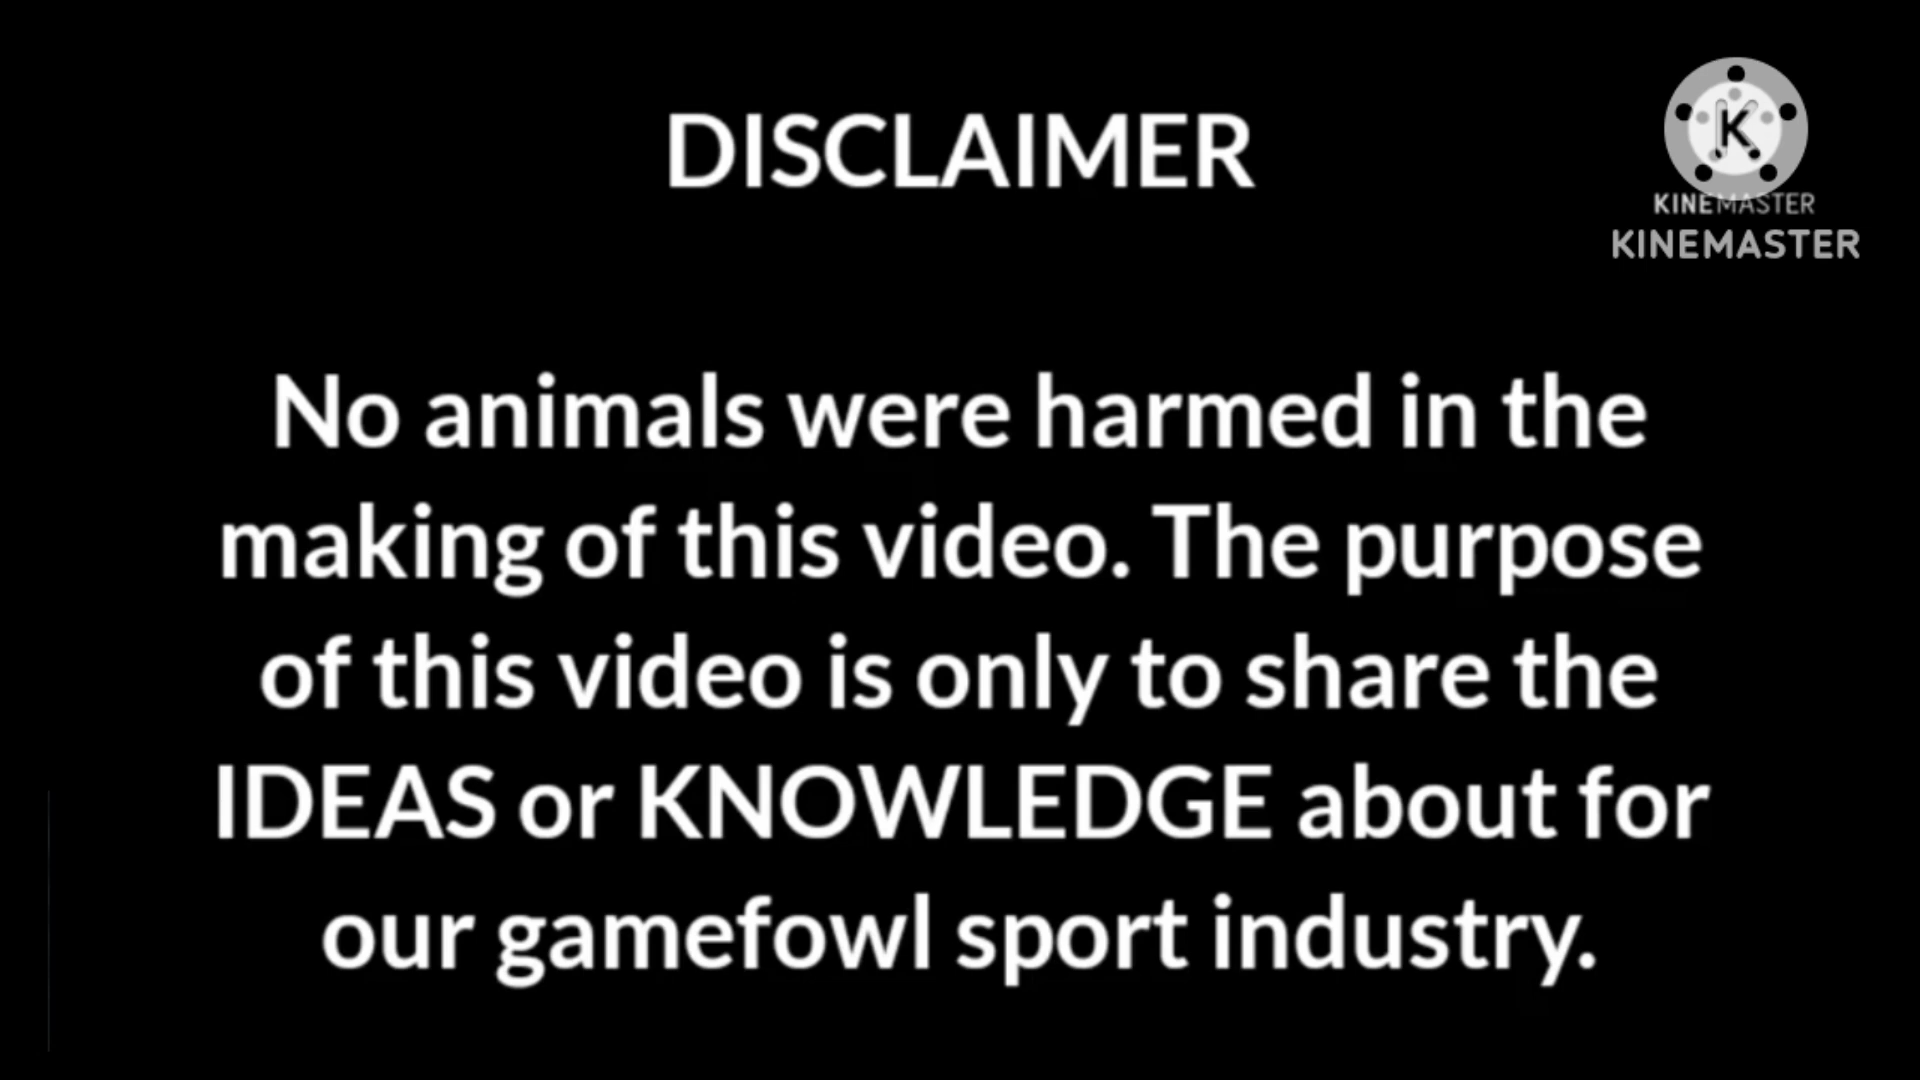 DISCLAIMER
K
KINEMASTER
KINEMASTER
No animals were harmed in the
making of this video. The purpose
of this video is only to share the
IDEAS or KNOWLEDGE about for
our gamefowl sport industry.